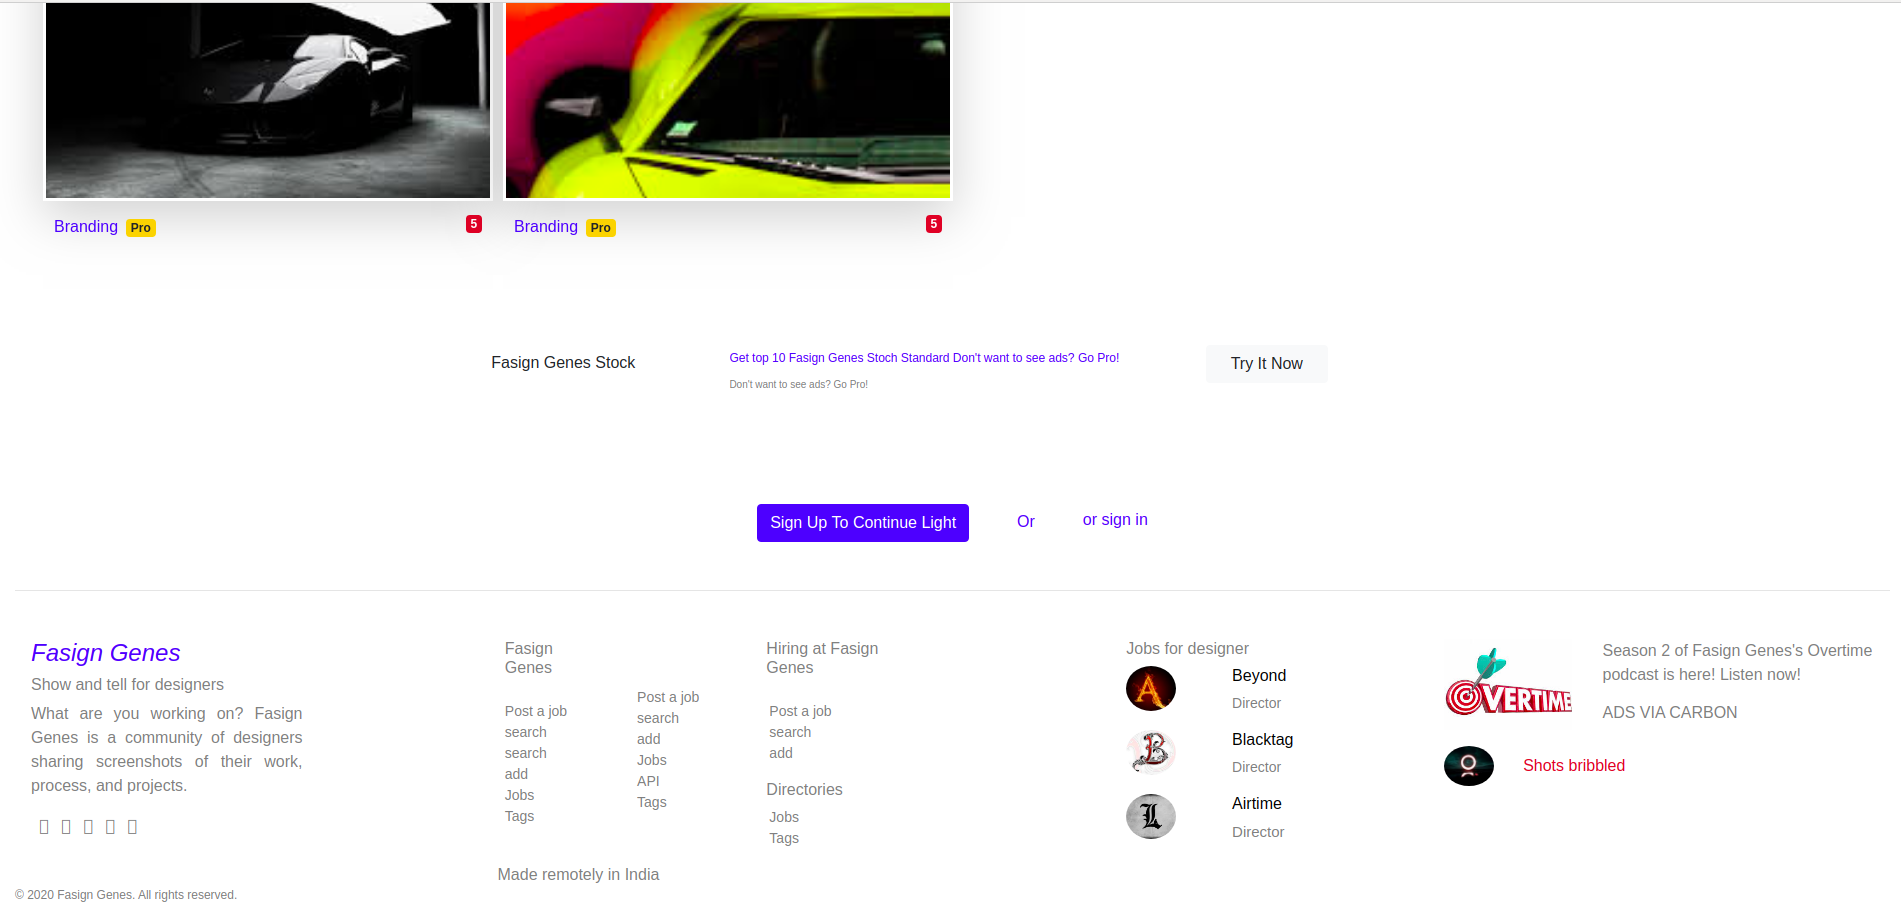 Branding Pro 5
Branding Pro 5
Fasign Genes Stock
Get top 10 Fasign Genes Stoch Standard Don't want to see ads? Go Pro!
Don't want to see ads? Go Pro!
Try It Now
Sign Up To Continue Light
Or
or sign in
Fasign Genes
Show and tell for designers
What are you working on? Fasign
Genes is a community of designers
sharing screenshots of their work,
process, and projects.
© 2020 Fasign Genes. All rights reserved.
Fasign
Genes
Post a job
search
search
add
Jobs
Tags
Post a job
search
add
Jobs
API
Tags
Made remotely in India
Hiring at Fasign
Genes
Post a job
search
add
Directories
Jobs
Tags
Jobs for designer
A
Beyond
Director
B
Blacktag
Director
L
Airtime
Director
OVERTIME
Season 2 of Fasign Genes's Overtime
podcast is here! Listen now!
ADS VIA CARBON
Shots bribbled